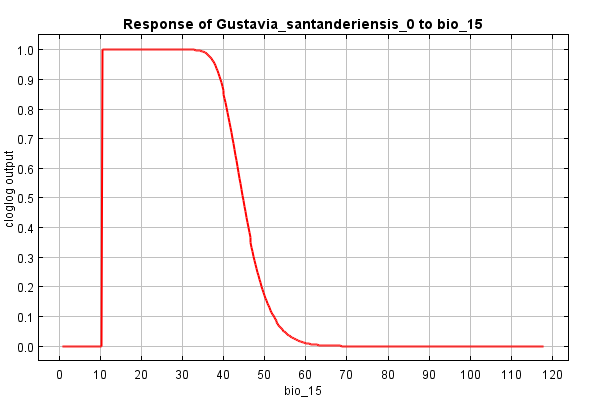 Response of Gustavia_santanderiensis_0 to bio_15
1.0
0.9
0.8
0.7
0.6
0.5
0.4
0.3
0.2
0.1
0.0
cloglog output
0 10 20 30 40 50 60 70 80 90 100 110 120
bio_15